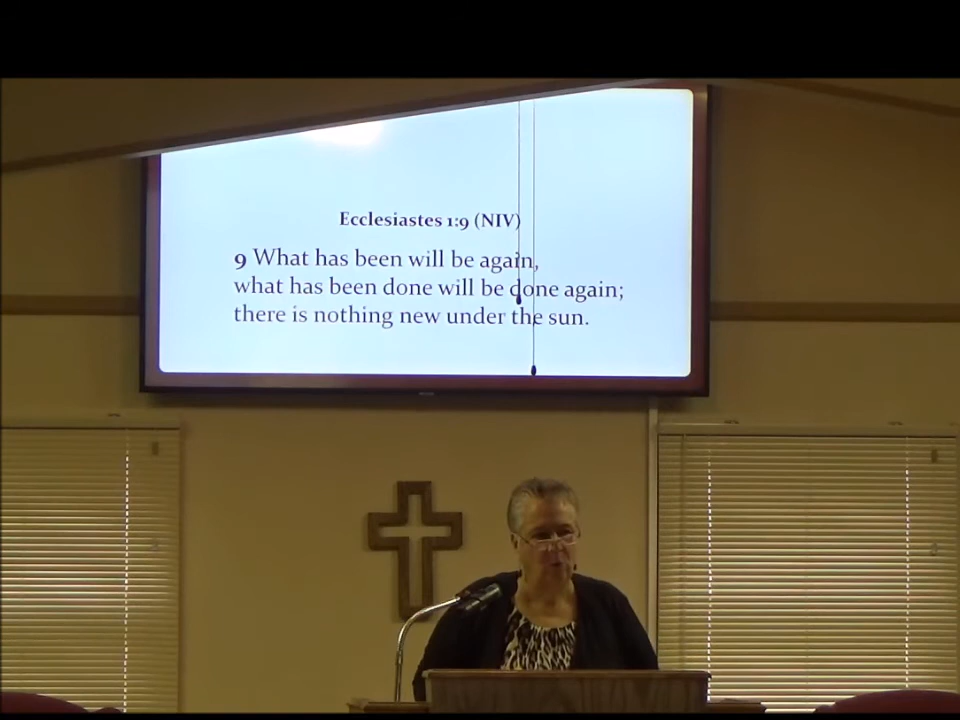 Ecclesiastes 1:9 (NIV)
9 What has been will be again,
what has been done will be done again;
there is nothing new under the sun.